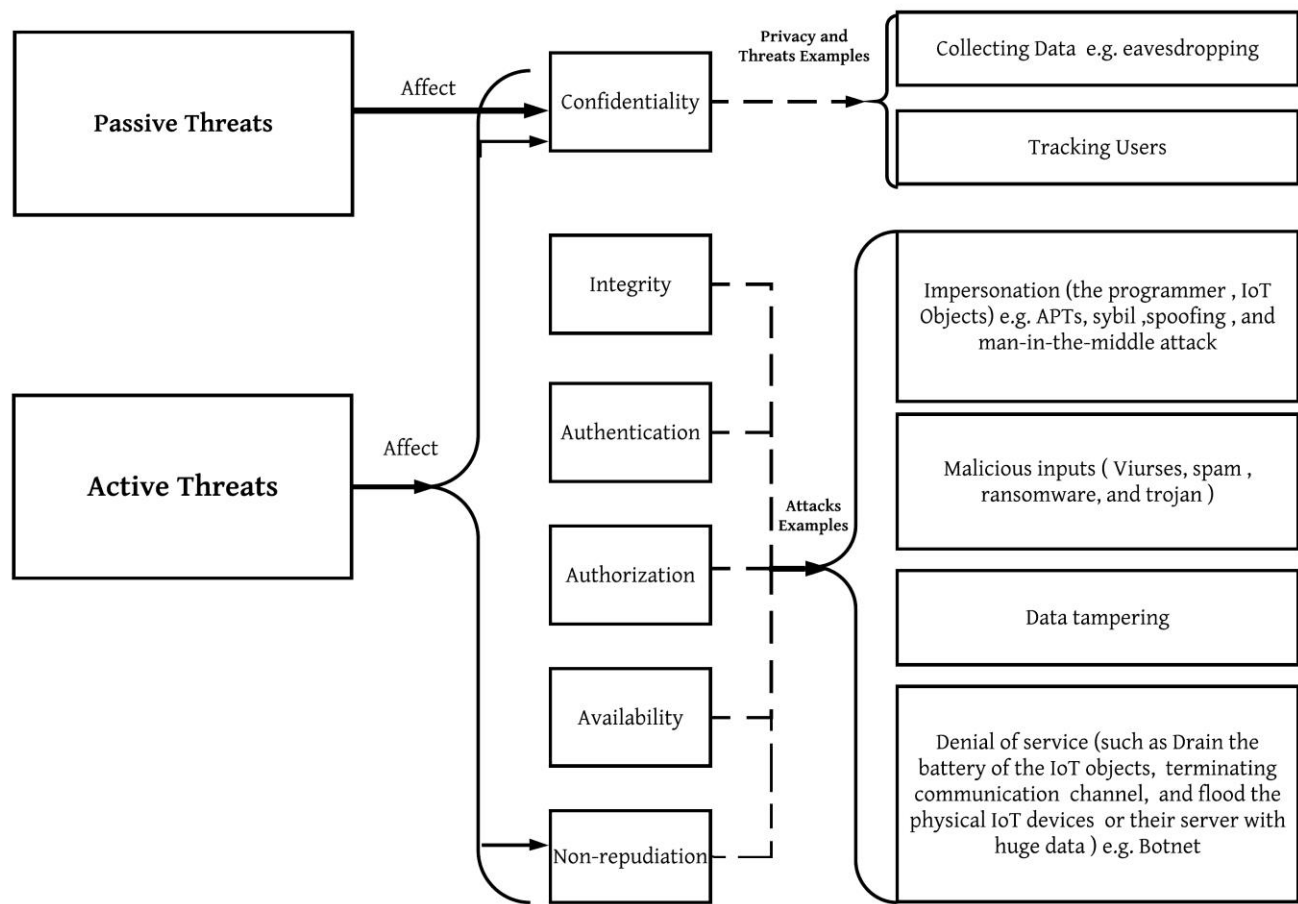 Passive Threats
Affect
Confidentiality
Privacy and
Threats Examples
Collecting Data e.g. eavesdropping
Tracking Users
Active Threats
Affect
Integrity
Authentication
Authorization
Availability
Non-repudiation
Attacks
Examples
Impersonation (the programmer , IoT
Objects) e.g. APTs, sybil ,spoofing , and
man-in-the-middle attack
Malicious inputs ( Viurses, spam ,
ransomware, and trojan )
Data tampering
Denial of service (such as Drain the
battery of the IoT objects, terminating
communication channel, and flood the
physical IoT devices or their server with
huge data ) e.g. Botnet